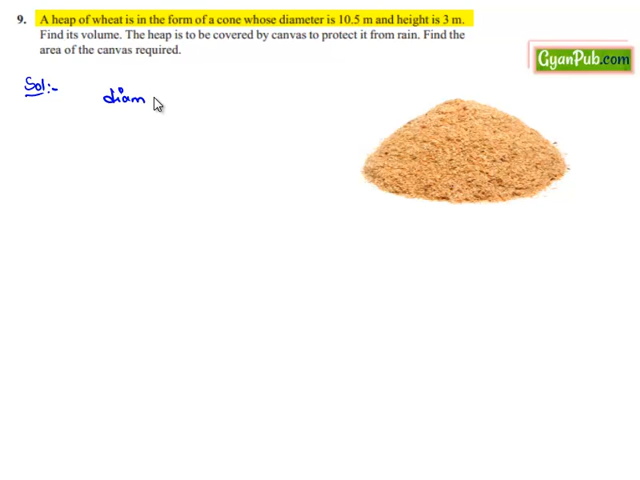 9. A heap of wheat is in the form of a cone whose diameter is 10.5 m and height is 3 m.
Find its volume. The heap is to be covered by canvas to protect it from rain. Find the
area of the canvas required.
GyanPub.com
Sol:-
diam